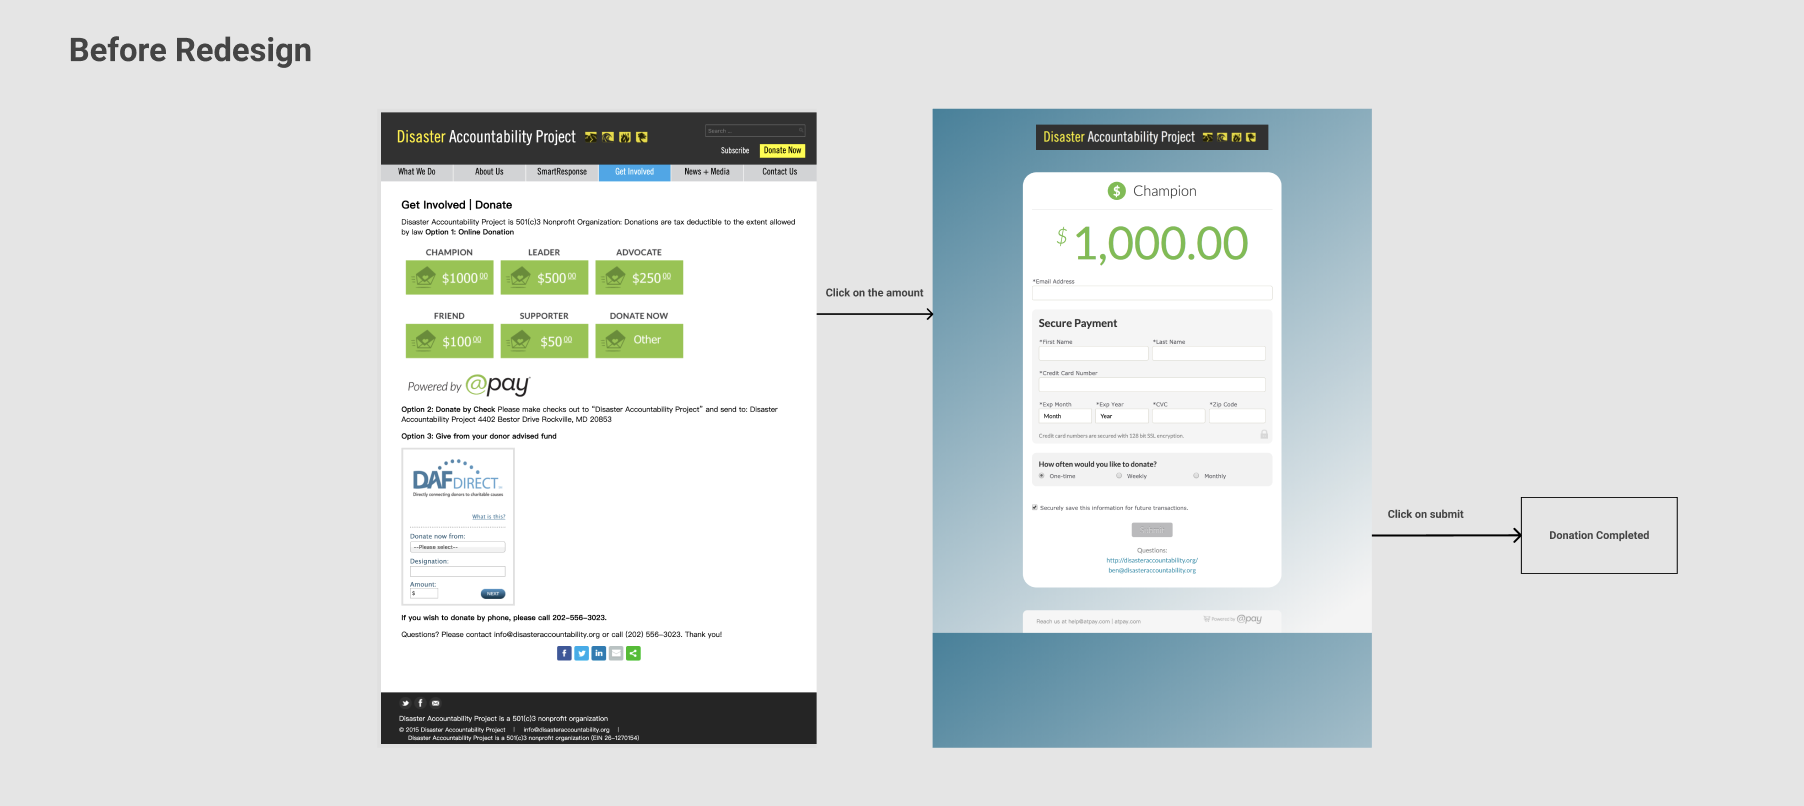 Before Redesign
Disaster Accountability Project
Search ...
Subscribe
Donate Now
What We Do
About Us
SmartResponse
Get Involved
News + Media
Contact Us
Get Involved | Donate
Disaster Accountability Project is 501(c)3 Nonprofit Organization: Donations are tax deductible to the extent allowed
by law Option 1: Online Donation
CHAMPION
LEADER
ADVOCATE
$1000 00
$500 00
$250 00
FRIEND
SUPPORTER
DONATE NOW
$100 00
$50 00
Other
Powered by @pay
Option 2: Donate by Check Please make checks out to "Disaster Accountability Project" and send to: Disaster
Accountability Project 4402 Bestor Drive Rockville, MD 20853
Option 3: Give from your donor advised fund
DAFDIRECT
Directly connecting donors to charitable causes
What is this?
Donate now from:
--Please select--
Designation:
Amount:
$
NEXT
If you wish to donate by phone, please call 202-556-3023.
Questions? Please contact info@disasteraccountability.org or call (202) 556-3023. Thank you!
Disaster Accountability Project is a 501(c)3 nonprofit organization
© 2015 Disaster Accountability Project | info@disasteraccountability.org |
Disaster Accountability Project is a 501(c)3 nonprofit organization (EIN 26-1270154)
Click on the amount
Disaster Accountability Project
$ Champion
$ 1,000.00
*Email Address
Secure Payment
*First Name
*Last Name
*Credit Card Number
*Exp Month
*Exp Year
*CVC
*Zip Code
Month
Year
Credit card numbers are secured with 128 bit SSL encryption.
How often would you like to donate?
One-time
Weekly
Monthly
Securely save this information for future transactions.
Submit
Questions:
http://disasteraccountability.org/
ben@disasteraccountability.org
Reach us at help@atpay.com | atpay.com
Powered by @pay
Click on submit
Donation Completed